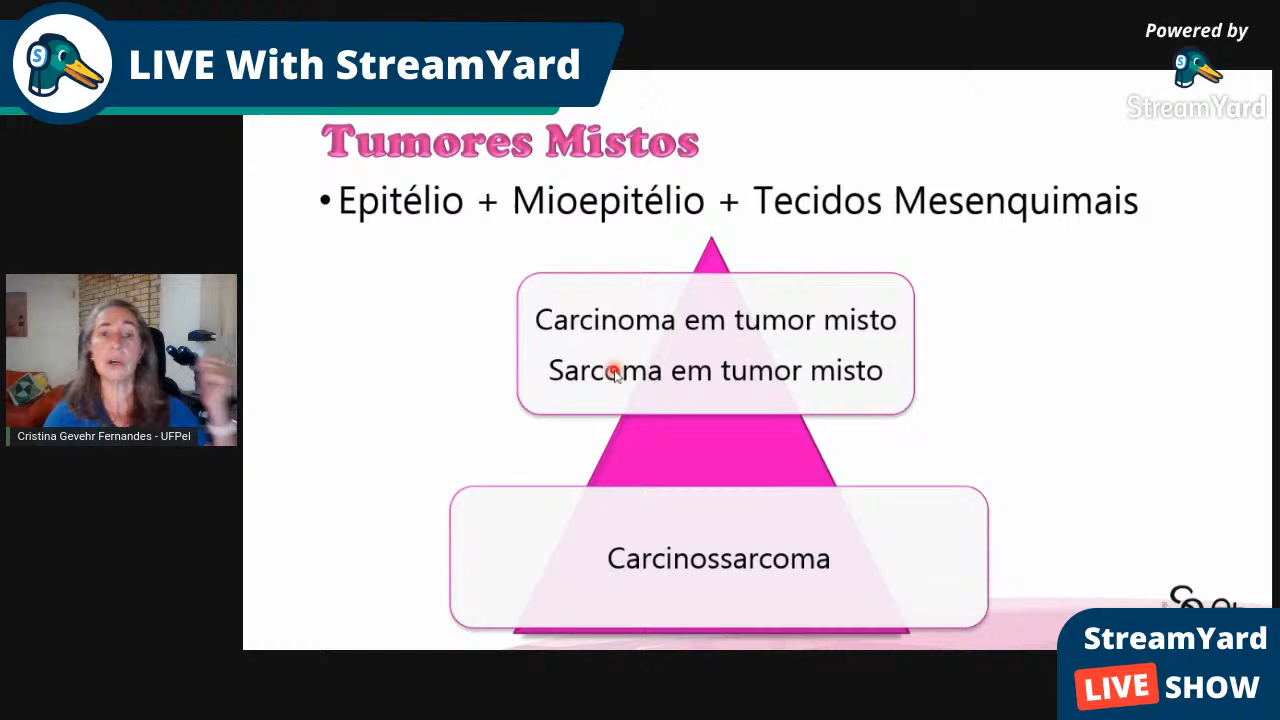 LIVE With StreamYard
Powered by
StreamYard
Tumores Mistos
• Epitélio + Mioepitélio + Tecidos Mesenquimais
Carcinoma em tumor misto
Sarcoma em tumor misto
Carcinossarcoma
Cristina Gevehr Fernandes - UFPel
StreamYard
LIVE SHOW